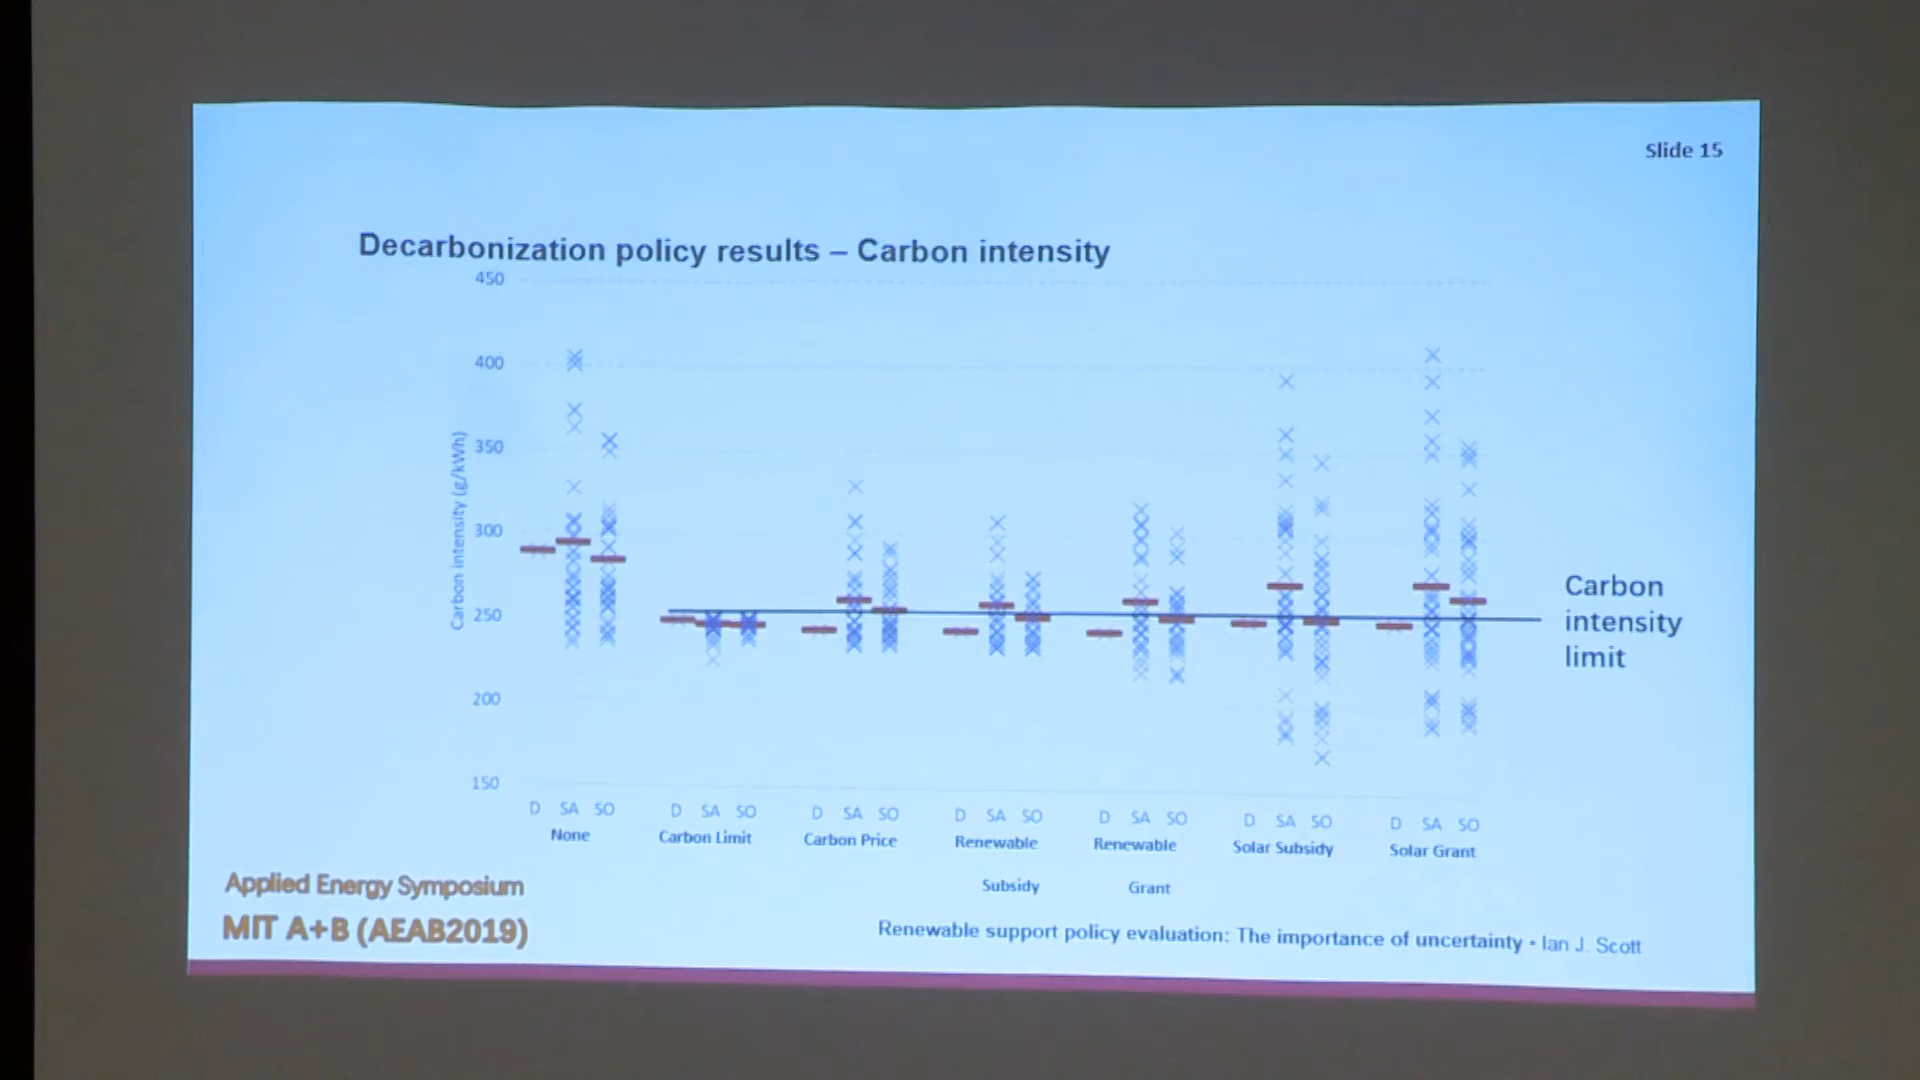 Slide 15
Decarbonization policy results – Carbon intensity
450
400
350
300
250
200
150
Carbon intensity (g/kWh)
Carbon
intensity
limit
D SA SO D SA SO D SA SO D SA SO D SA SO D SA SO D SA SO
None Carbon Limit Carbon Price Renewable Renewable Solar Subsidy Solar Grant
Subsidy Grant
Applied Energy Symposium
MIT A+B (AEAB2019)
Renewable support policy evaluation: The importance of uncertainty • Ian J. Scott